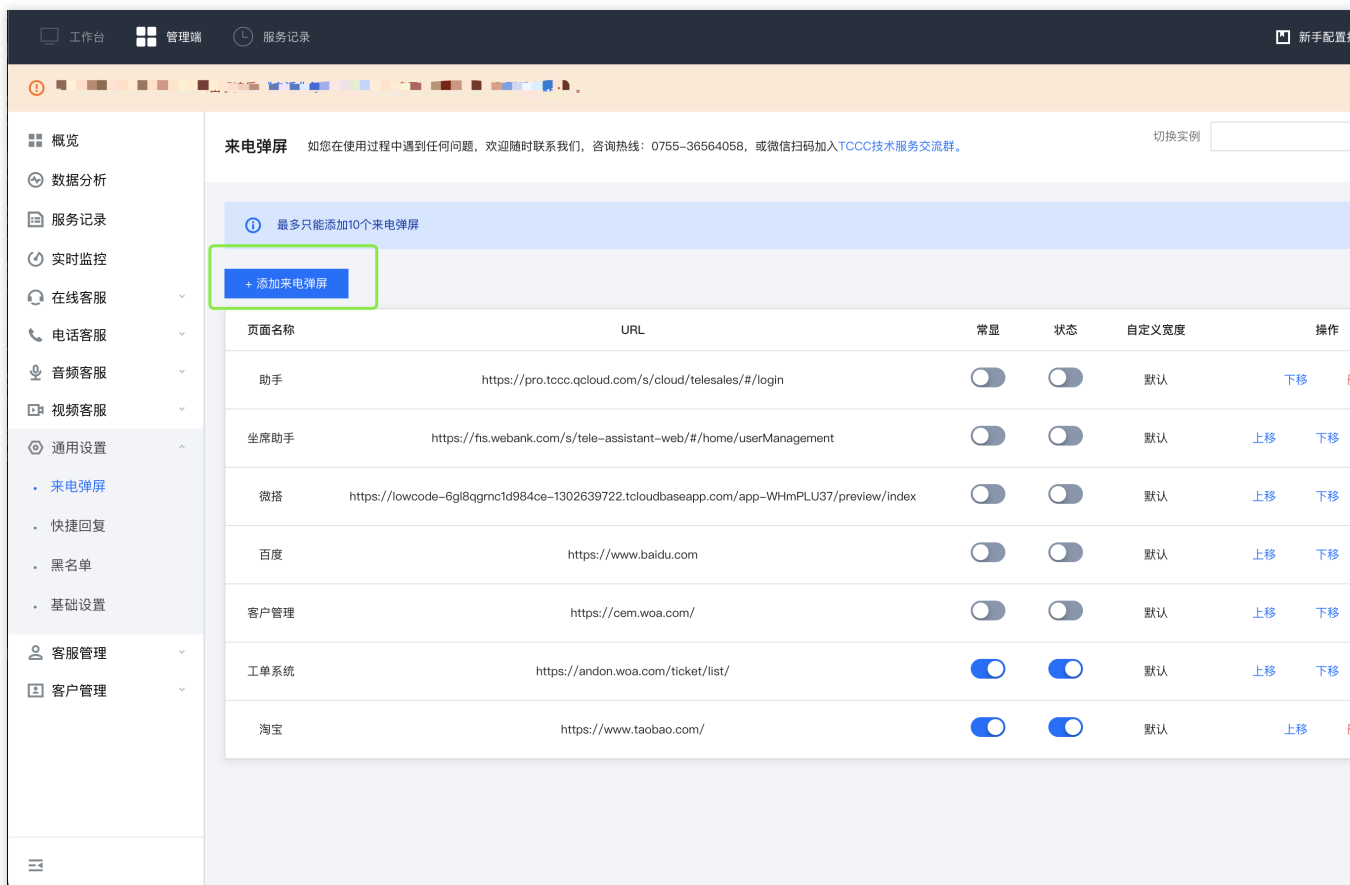 工作台 管理端 服务记录 新手配置
来电弹屏 如您在使用过程中遇到任何问题，欢迎随时联系我们，咨询热线：0755-36564058，或微信扫码加入TCCC技术服务交流群。 切换实例
最多只能添加10个来电弹屏
+ 添加来电弹屏
概览
数据分析
服务记录
实时监控
在线客服
电话客服
音频客服
视频客服
通用设置
来电弹屏
快捷回复
黑名单
基础设置
客服管理
客户管理
页面名称 URL 常显 状态 自定义宽度 操作
助手 https://pro.tccc.qcloud.com/s/cloud/telesales/#/login 默认 下移
坐席助手 https://fis.webank.com/s/tele-assistant-web/#/home/userManagement 默认 上移 下移
微搭 https://lowcode-6gl8qgrnc1d984ce-1302639722.tcloudbaseapp.com/app-WHmPLU37/preview/index 默认 上移 下移
百度 https://www.baidu.com 默认 上移 下移
客户管理 https://cem.woa.com/ 默认 上移 下移
工单系统 https://andon.woa.com/ticket/list/ 默认 上移 下移
淘宝 https://www.taobao.com/ 默认 上移